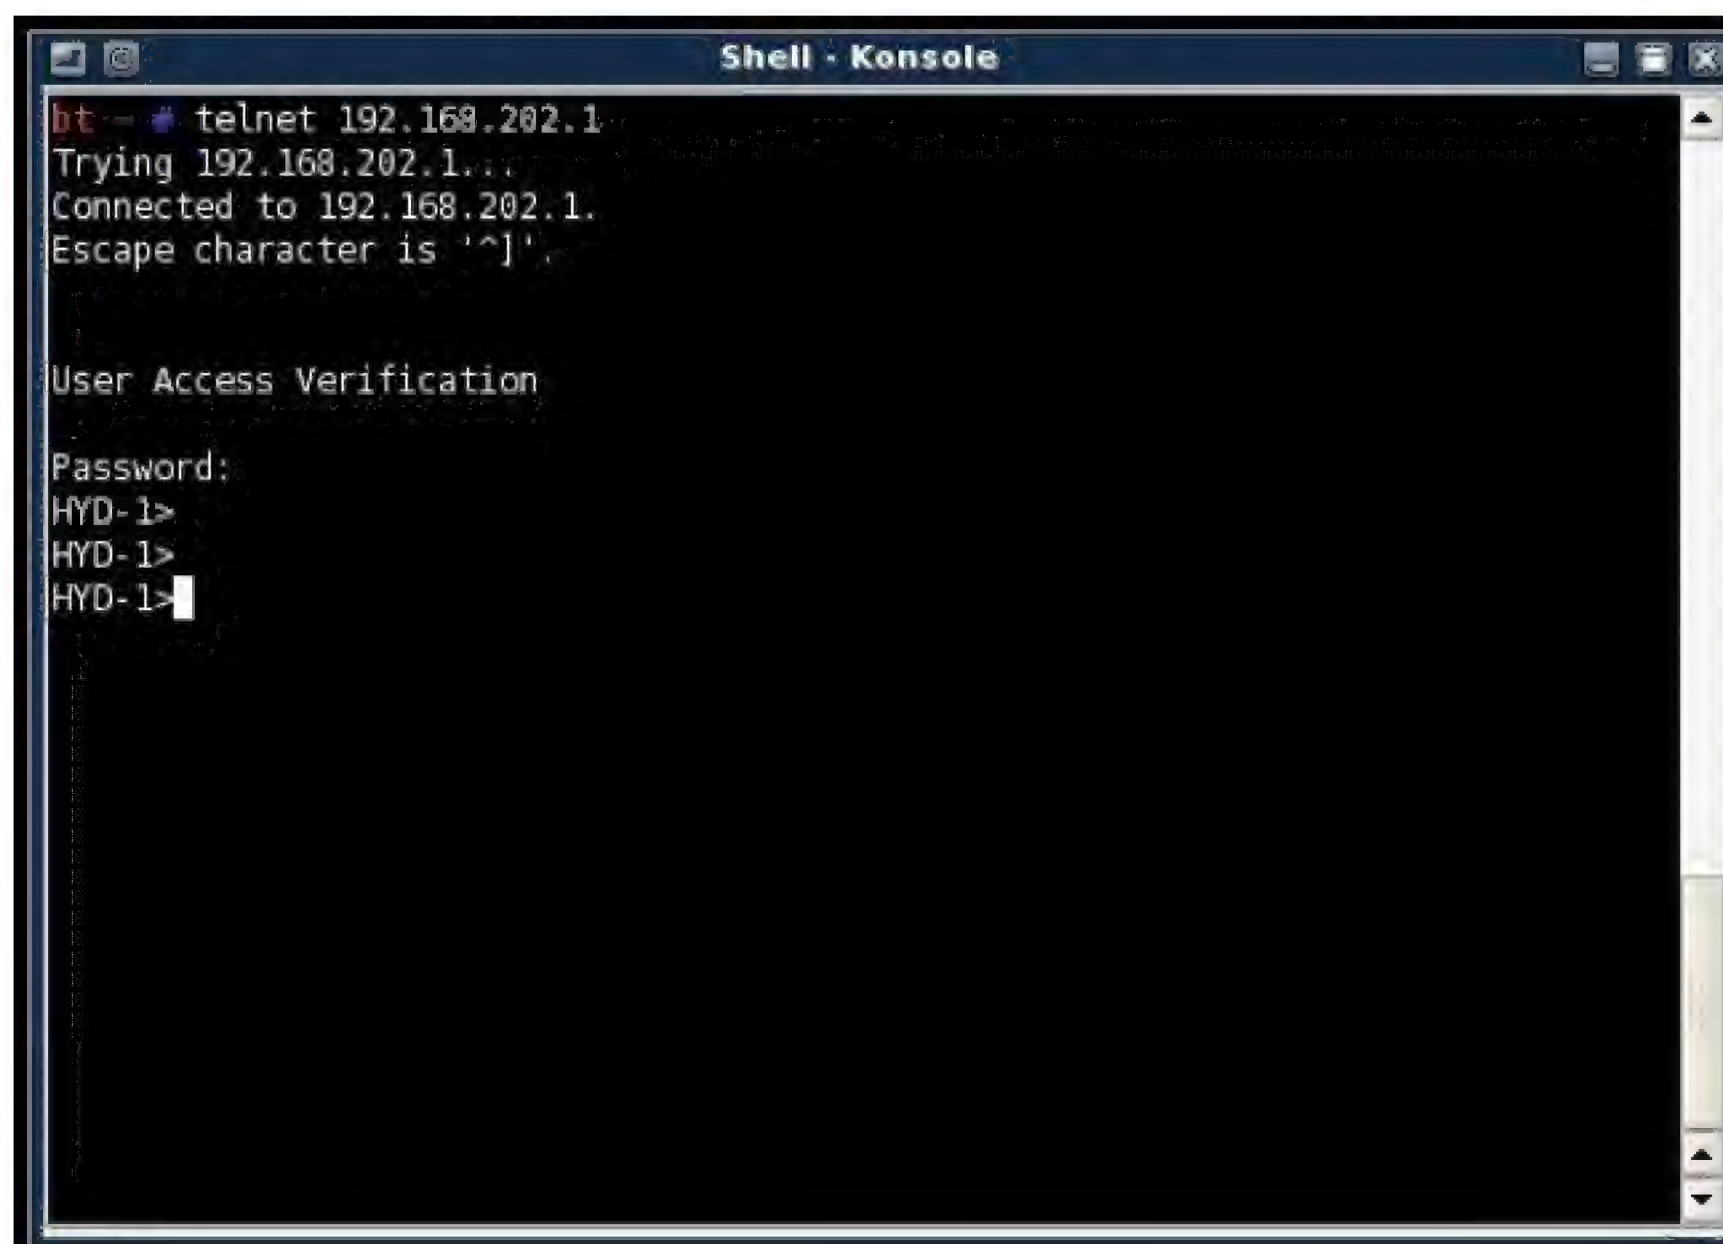 Shell - Konsole
bt ~ # telnet 192.168.202.1
Trying 192.168.202.1...
Connected to 192.168.202.1.
Escape character is '^]'.
User Access Verification
Password:
HYD-1>
HYD-1>
HYD-1>